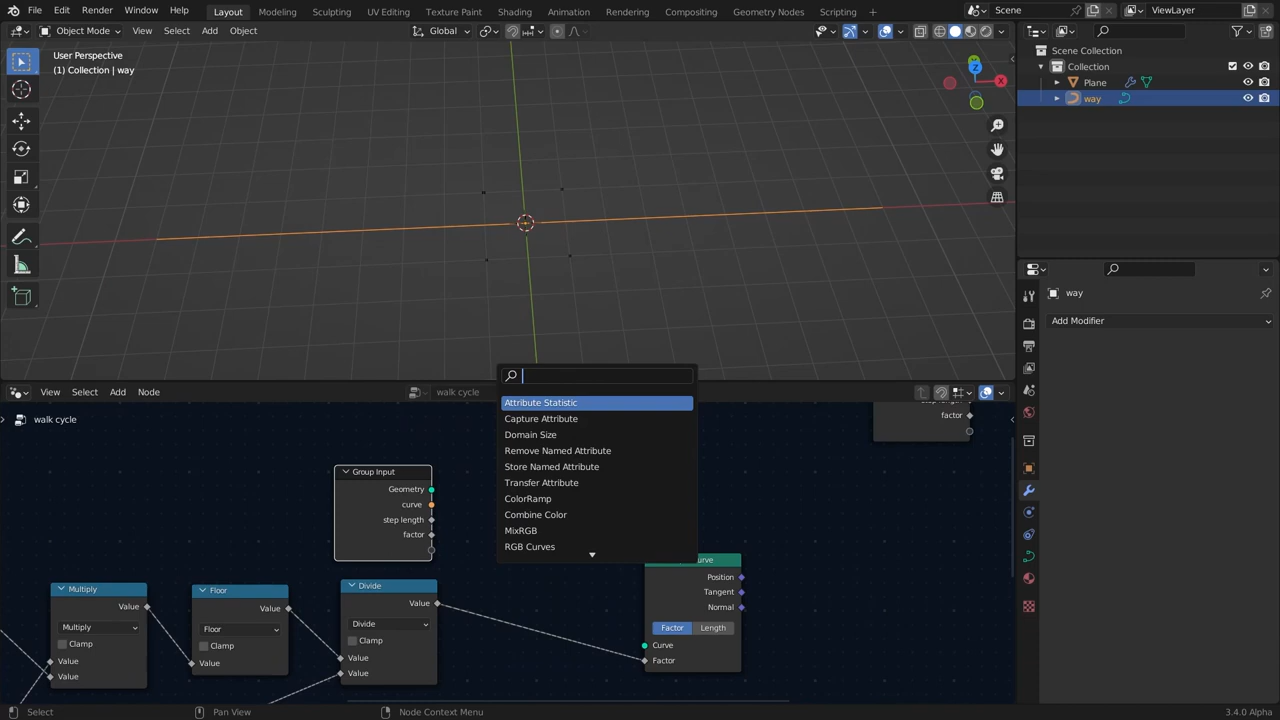 File Edit Render Window Help
Layout Modeling Sculpting UV Editing Texture Paint Shading Animation Rendering Compositing Geometry Nodes Scripting
Scene
ViewLayer
Object Mode View Select Add Object
Global
User Perspective
(1) Collection | way
X
Z
Scene Collection
Collection
Plane
way
way
Add Modifier
View Select Add Node
walk cycle
walk cycle
Attribute Statistic
Capture Attribute
Domain Size
Remove Named Attribute
Store Named Attribute
Transfer Attribute
ColorRamp
Combine Color
MixRGB
RGB Curves
factor
Group Input
Geometry
curve
step length
factor
Multiply
Value
Multiply
Clamp
Value
Value
Floor
Value
Floor
Clamp
Value
Divide
Value
Divide
Clamp
Value
Value
Position
Tangent
Normal
Factor Length
Curve
Factor
Select
Pan View
Node Context Menu
3.4.0 Alpha